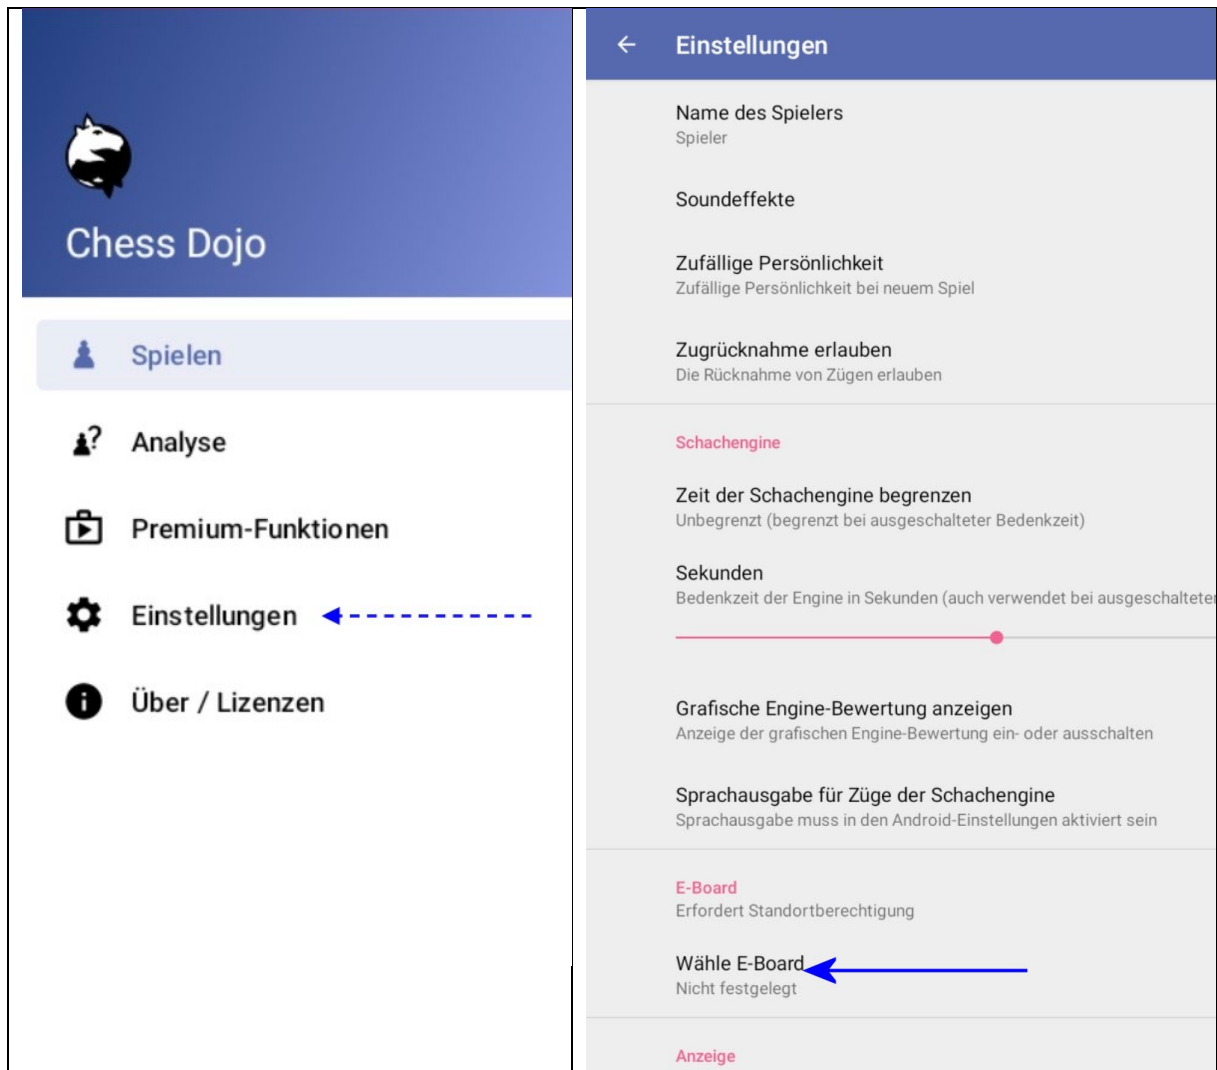 Chess Dojo
Spielen
Analyse
Premium-Funktionen
Einstellungen
Über / Lizenzen
Einstellungen
Name des Spielers
Spieler
Soundeffekte
Zufällige Persönlichkeit
Zufällige Persönlichkeit bei neuem Spiel
Zugrücknahme erlauben
Die Rücknahme von Zügen erlauben
Schachengine
Zeit der Schachengine begrenzen
Unbegrenzt (begrenzt bei ausgeschalteter Bedenkzeit)
Sekunden
Bedenkzeit der Engine in Sekunden (auch verwendet bei ausgeschalteter
Grafische Engine-Bewertung anzeigen
Anzeige der grafischen Engine-Bewertung ein- oder ausschalten
Sprachausgabe für Züge der Schachengine
Sprachausgabe muss in den Android-Einstellungen aktiviert sein
E-Board
Erfordert Standortberechtigung
Wähle E-Board
Nicht festgelegt
Anzeige